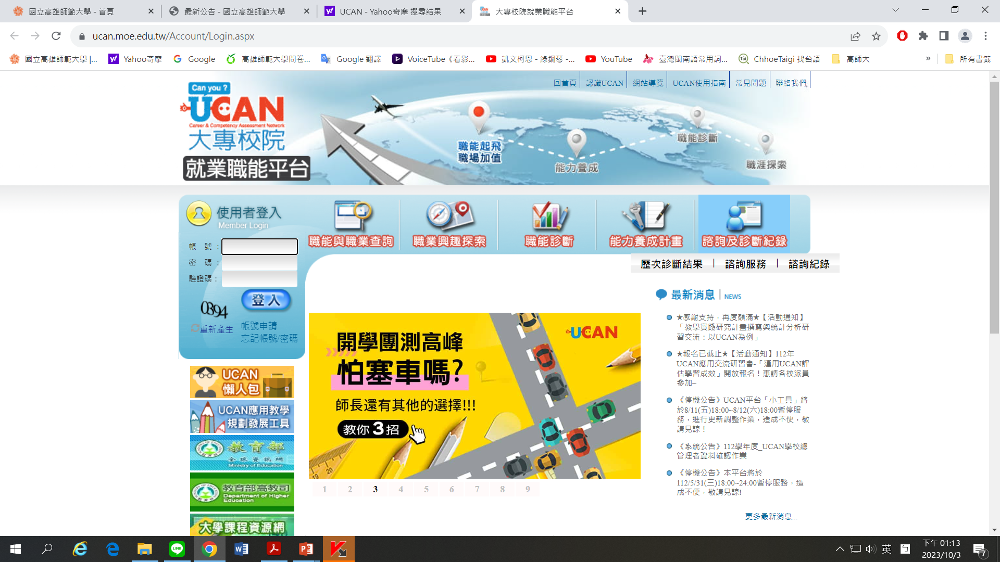 國立高雄師範大學 - 首頁
最新公告 - 國立高雄師範大學
UCAN - Yahoo奇摩 搜尋結果
大專校院就業職能平台
ucan.moe.edu.tw/Account/Login.aspx
國立高雄師範大學 |...
Yahoo奇摩
Google
高雄師範大學問卷...
Google 翻譯
VoiceTube《看影...
凱文柯恩 - 綠鋼琴 -...
YouTube
臺灣閩南語常用詞...
ChhoeTaigi 找台語
高師大
»
所有書籤
回首頁
認識UCAN
網站導覽
UCAN使用指南
常見問題
聯絡我們
Can you ?
UCAN
Career & Competency Assessment Network
大專校院
就業職能平台
職能起飛
職場加值
能力養成
職能診斷
職涯探索
使用者登入
Member Login
帳 號：
密 碼：
驗證碼：
0394
登入
重新產生
帳號申請
忘記帳號/密碼
職能與職業查詢
職業興趣探索
職能診斷
能力養成計畫
諮詢及診斷紀錄
歷次診斷結果 | 諮詢服務 | 諮詢紀錄
UCAN
懶人包
UCAN應用教學
規劃發展工具
教育部
全球資訊網
Ministry of Education
教育部高教司
Department of Higher
Education
大學課程資源網
開學團測高峰
怕塞車嗎?
師長還有其他的選擇!!!
教你3招
UCAN
19
20
1 2 3 4 5 6 7 8 9
最新消息 | NEWS
★感謝支持，再度額滿★【活動通知】
「教學實踐研究計畫撰寫與統計分析研
習交流：以UCAN為例」
★報名已截止★【活動通知】112年
UCAN應用交流研習會-「運用UCAN評
估學習成效」開放報名！惠請各校派員
參加~
《停機公告》UCAN平台「小工具」將
於8/11(五)18:00~8/12(六)18:00暫停服
務，進行更新調整作業，造成不便，敬
請見諒！
《系統公告》112學年度_UCAN學校總
管理者資料確認作業
《停機公告》本平台將於
112/5/31(三)18:00~24:00暫停服務，造
成不便，敬請見諒!
更多最新消息...
英
下午 01:13
2023/10/3
7